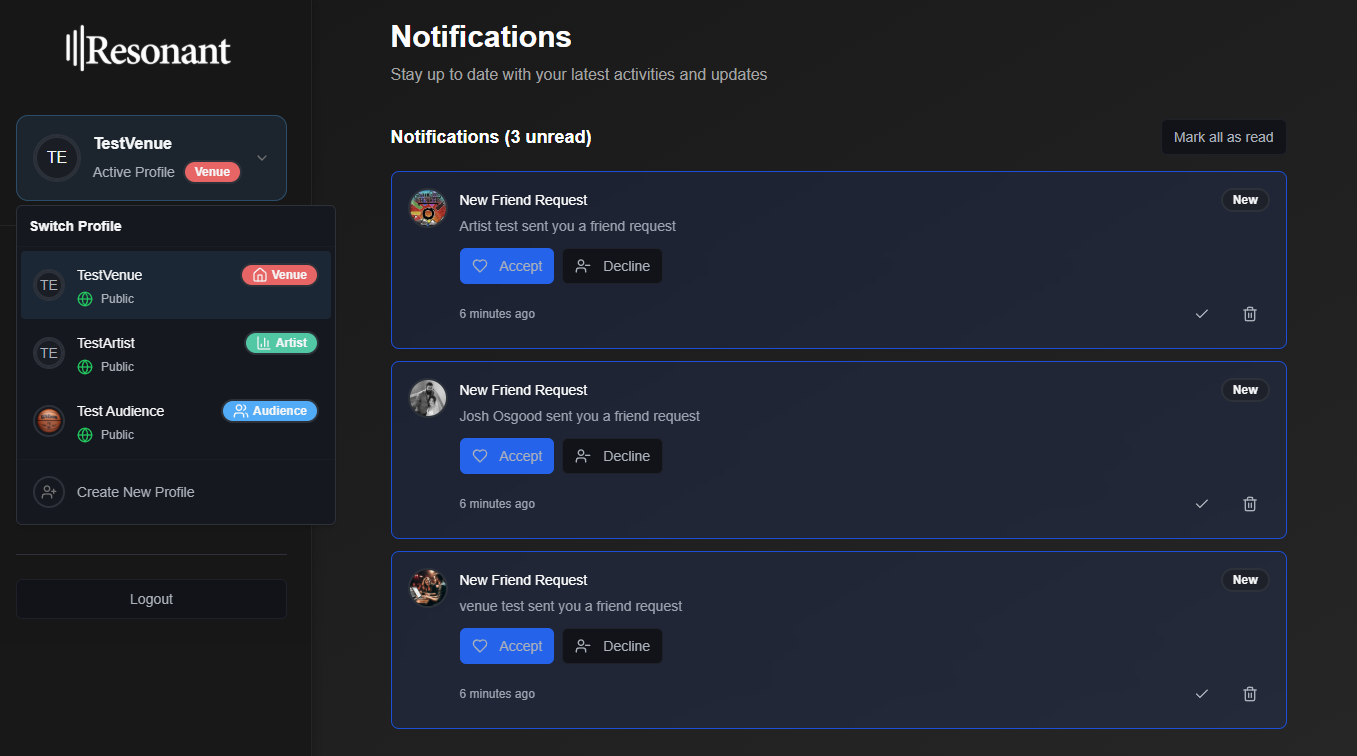 Resonant
TE
TestVenue
Active Profile Venue
Switch Profile
TE
TestVenue
Venue
Public
TE
TestArtist
Artist
Public
Test Audience
Audience
Public
Create New Profile
Logout
Notifications
Stay up to date with your latest activities and updates
Notifications (3 unread)
Mark all as read
New Friend Request
New
Artist test sent you a friend request
Accept
Decline
6 minutes ago
New Friend Request
New
Josh Osgood sent you a friend request
Accept
Decline
6 minutes ago
New Friend Request
New
venue test sent you a friend request
Accept
Decline
6 minutes ago